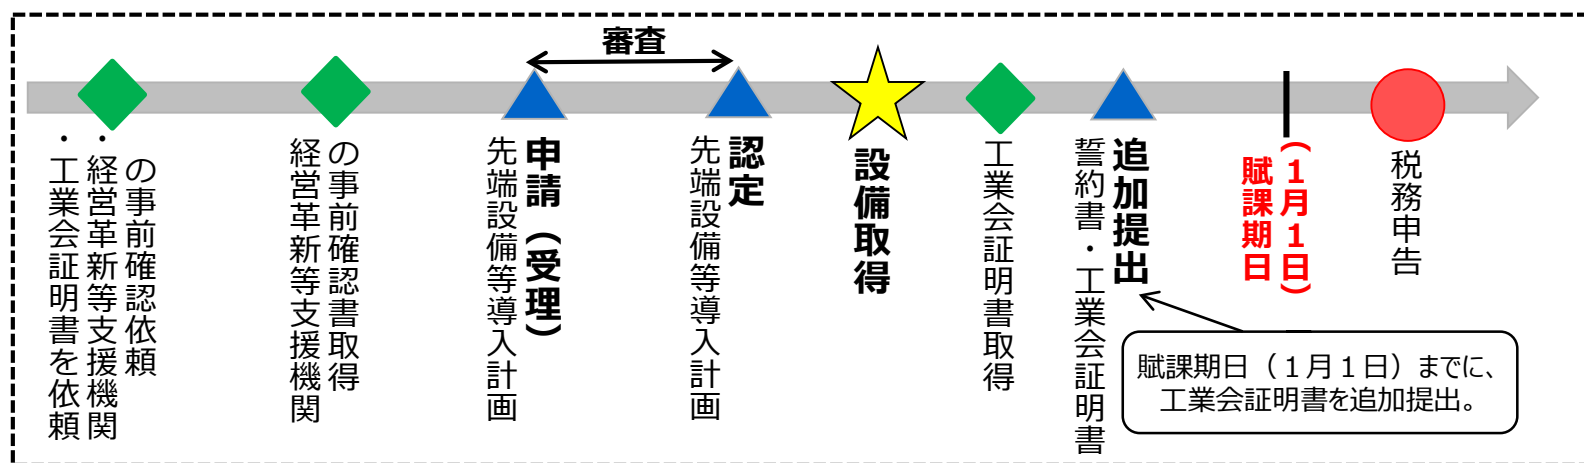 審査
・経営革新等支援機関
の事前確認依頼
・工業会証明書を依頼
経営革新等支援機関
の事前確認書取得
先端設備等導入計画
申請（受理）
先端設備等導入計画
認定
設備取得
工業会証明書取得
誓約書・工業会証明書
追加提出
賦課期日
（１月１日）
税務申告
賦課期日（１月１日）までに、
工業会証明書を追加提出。